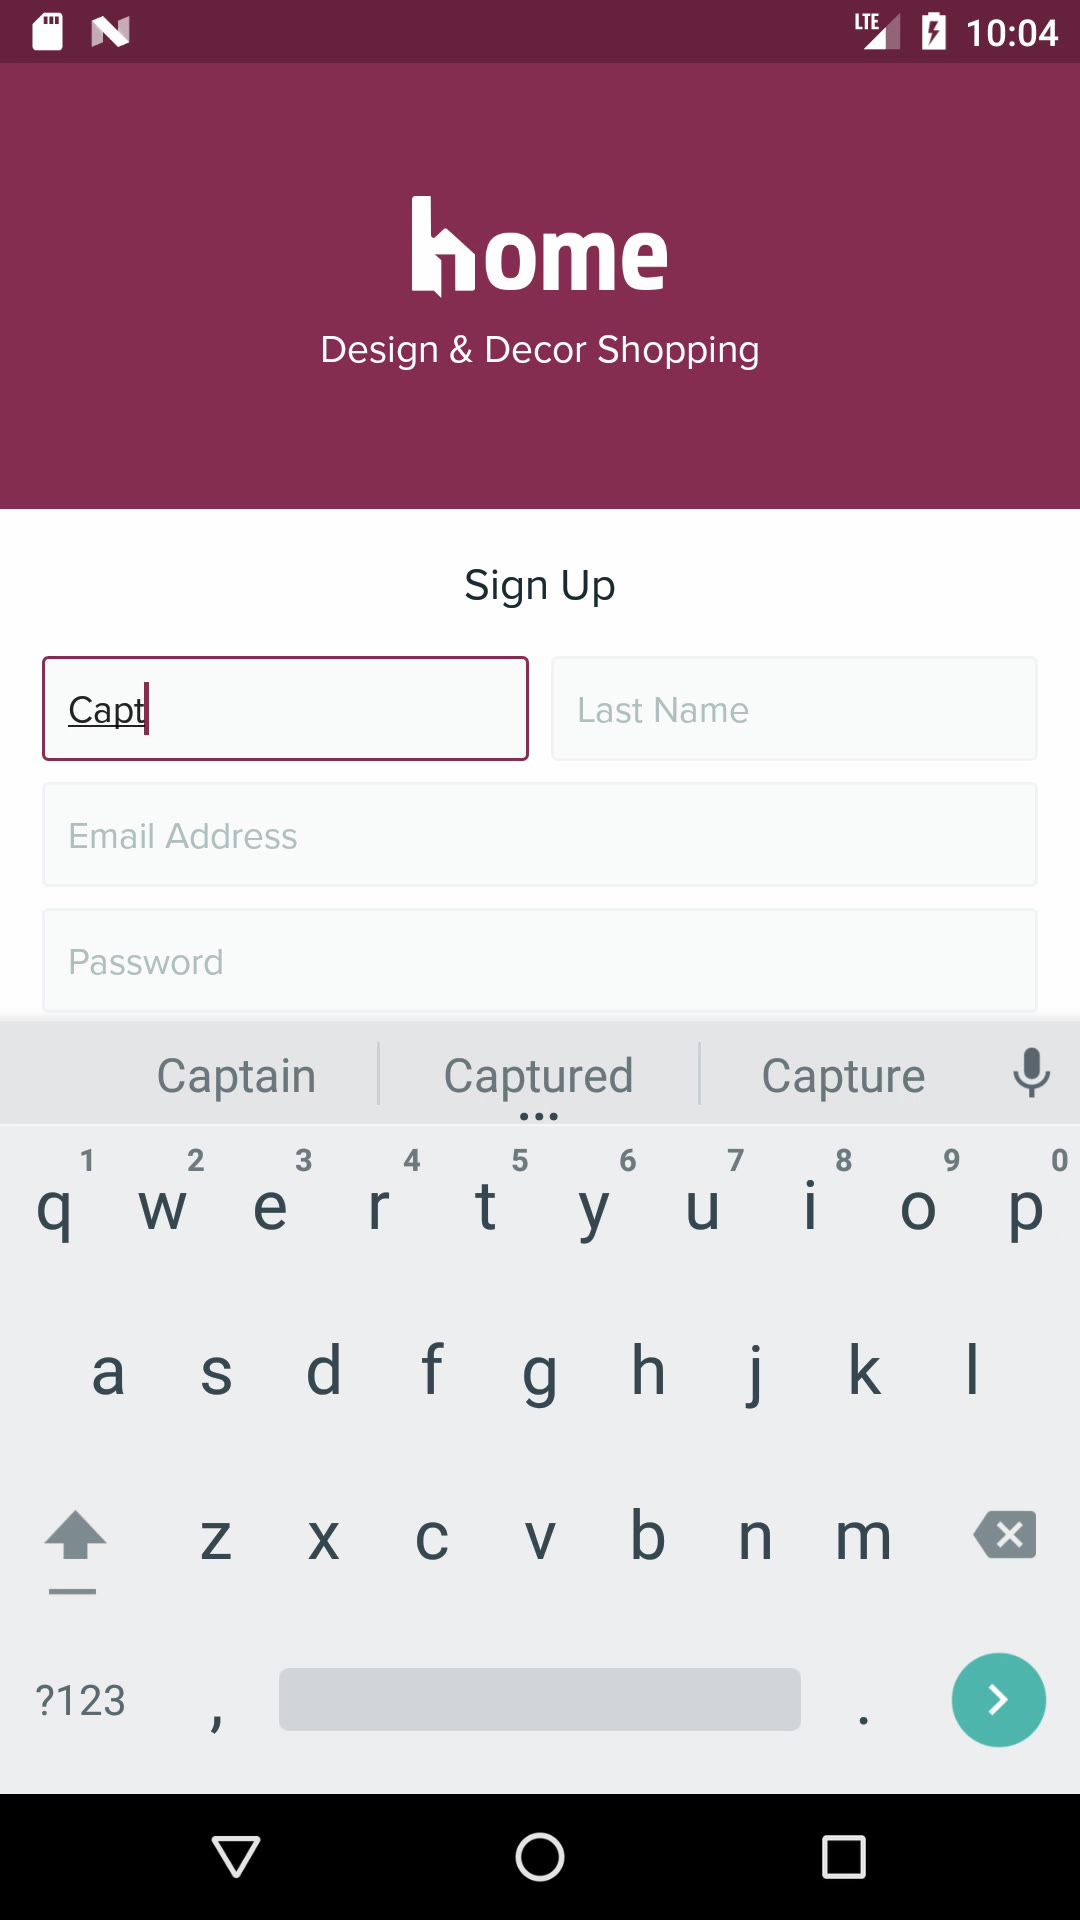 LTE 10:04
home
Design & Decor Shopping
Sign Up
Capt Last Name
Email Address
Password
Captain Captured Capture
1 2 3 4 5 6 7 8 9 0
q w e r t y u i o p
a s d f g h j k l
z x c v b n m
?123 , .